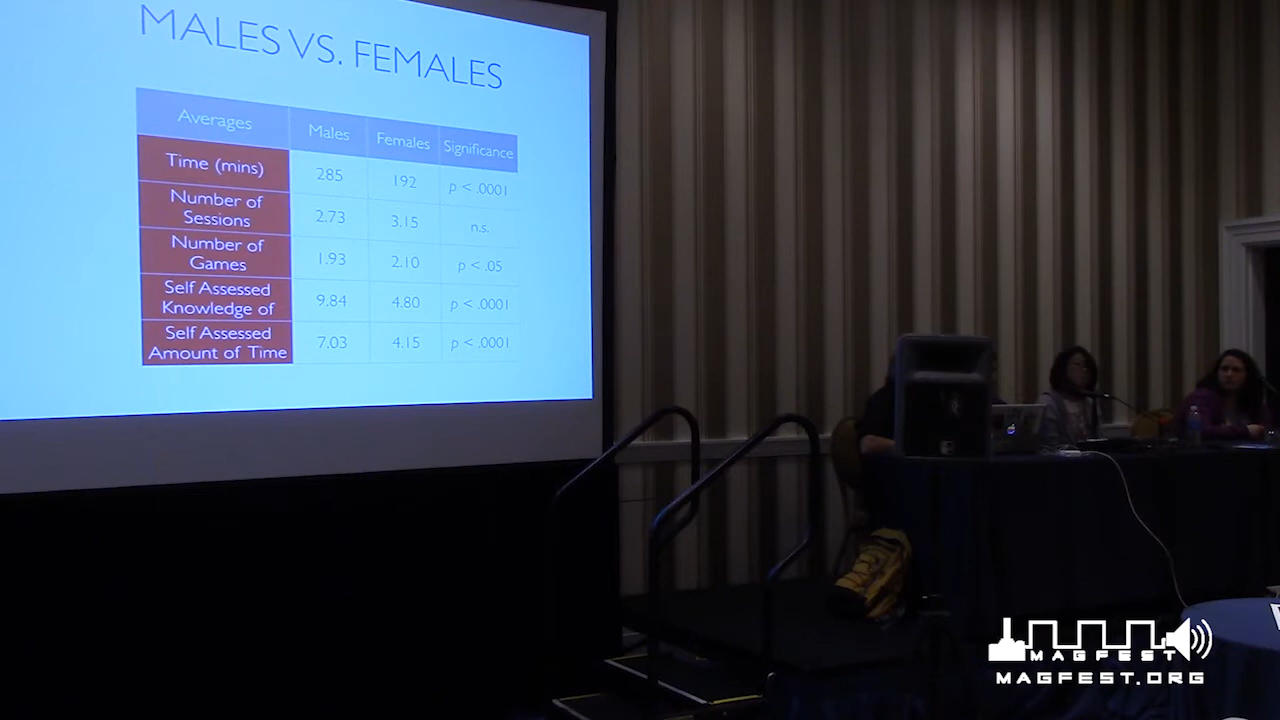 MALES VS. FEMALES
Averages Males Females Significance
Time (mins) 285 192 p < .0001
Number of
Sessions 2.73 3.15 n.s.
Number of
Games 1.93 2.10 p < .05
Self Assessed
Knowledge of 9.84 4.80 p < .0001
Self Assessed
Amount of Time 7.03 4.15 p < .0001
MAGFEST
MAGFEST.ORG